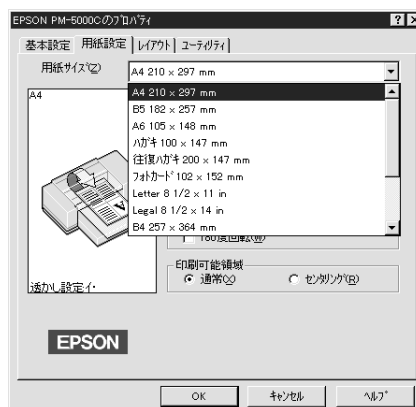 EPSON PM-5000Cのﾌﾟﾛﾊﾟﾃｨ
基本設定 用紙設定 ﾚｲｱｳﾄ ﾕｰﾃｨﾘﾃｨ
用紙ｻｲｽﾞ(Z) A4 210 x 297 mm
A4
A4 210 x 297 mm
B5 182 x 257 mm
A6 105 x 148 mm
ﾊｶﾞｷ 100 x 147 mm
往復ﾊｶﾞｷ 200 x 147 mm
ﾌｫﾄｶｰﾄﾞ 102 x 152 mm
Letter 8 1/2 x 11 in
Legal 8 1/2 x 14 in
B4 257 x 364 mm
180度回転(W)
印刷可能領域
通常(X) ｾﾝﾀﾘﾝｸﾞ(R)
透かし設定ｲ･
EPSON
OK ｷｬﾝｾﾙ ﾍﾙﾌﾟ